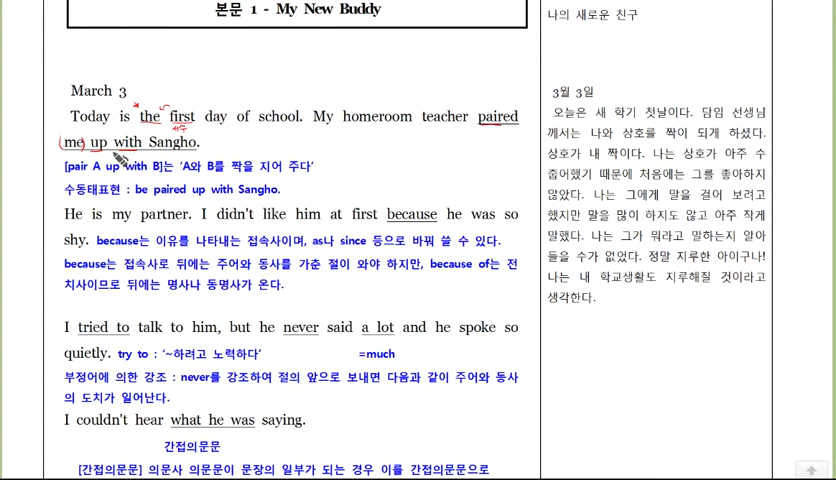 본문 1 - My New Buddy
March 3
Today is the first day of school. My homeroom teacher paired
서수
me up with Sangho.
[pair A up with B]는 'A와 B를 짝을 지어 주다'
수동태표현 : be paired up with Sangho.
He is my partner. I didn't like him at first because he was so
shy. because는 이유를 나타내는 접속사이며, as나 since 등으로 바꿔 쓸 수 있다.
because는 접속사로 뒤에는 주어와 동사를 가춘 절이 와야 하지만, because of는 전
치사이므로 뒤에는 명사나 동명사가 온다.
I tried to talk to him, but he never said a lot and he spoke so
quietly. try to : '~하려고 노력하다' =much
부정어에 의한 강조 : never를 강조하여 절의 앞으로 보내면 다음과 같이 주어와 동사
의 도치가 일어난다.
I couldn't hear what he was saying.
간접의문문
[간접의문문] 의문사 의문문이 문장의 일부가 되는 경우 이를 간접의문문으로
나의 새로운 친구
3월 3일
오늘은 새 학기 첫날이다. 담임 선생님
께서는 나와 상호를 짝이 되게 하셨다.
상호가 내 짝이다. 나는 상호가 아주 수
줍어했기 때문에 처음에는 그를 좋아하지
않았다. 나는 그에게 말을 걸어 보려고
했지만 말을 많이 하지도 않고 아주 작게
말했다. 나는 그가 뭐라고 말하는지 알아
들을 수가 없었다. 정말 지루한 아이구나!
나는 내 학교생활도 지루해질 것이라고
생각한다.